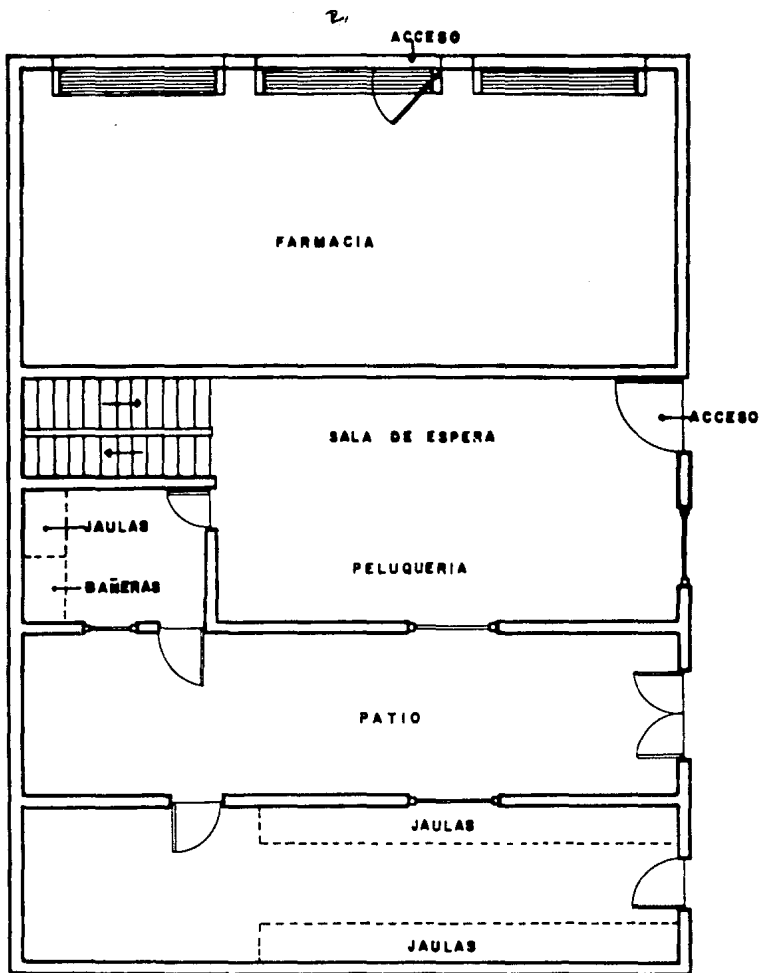 ACCESO
FARMACIA
SALA DE ESPERA
ACCESO
JAULAS
PELUQUERIA
BAÑERAS
PATIO
JAULAS
JAULAS